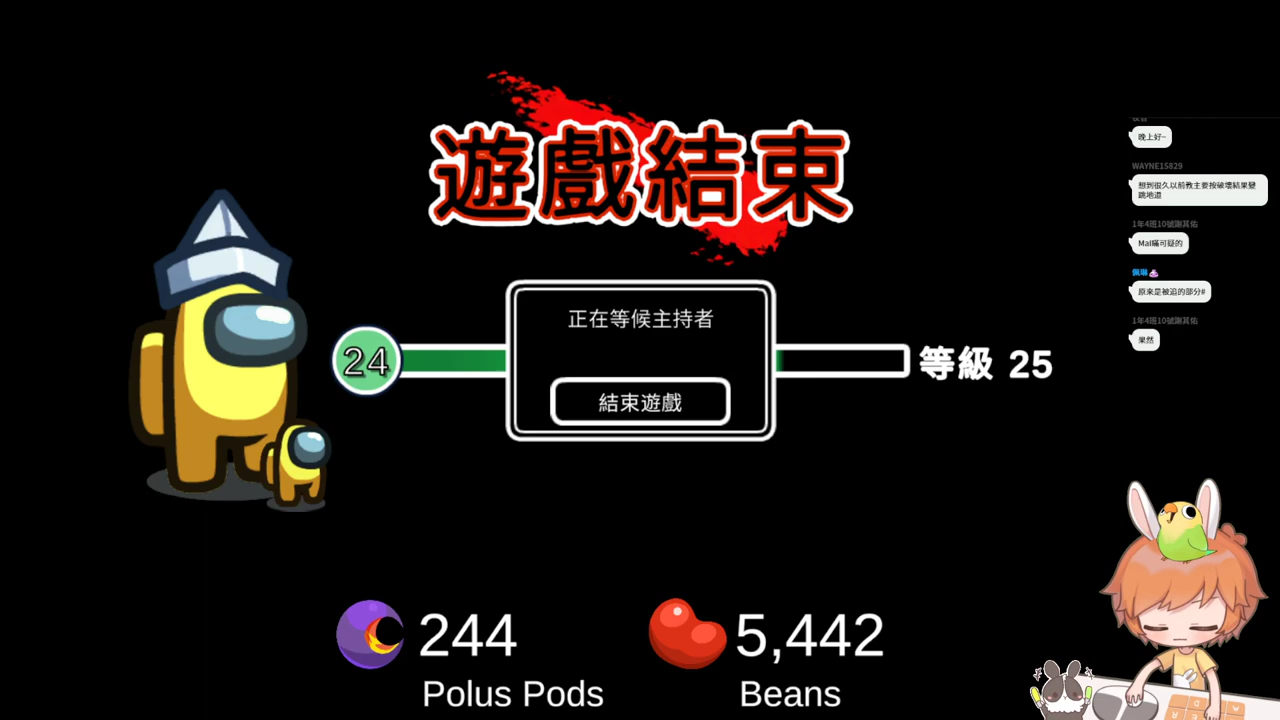 遊戲結束
正在等候主持者
結束遊戲
24
等級 25
244
Polus Pods
5,442
Beans
晚上好~
WAYNE15829
想到很久以前教主要按破壞結果變
跳地道
1年4班10號謝其佑
Mal瞞可疑的
佩琳
原來是被追的部分#
1年4班10號謝其佑
果然